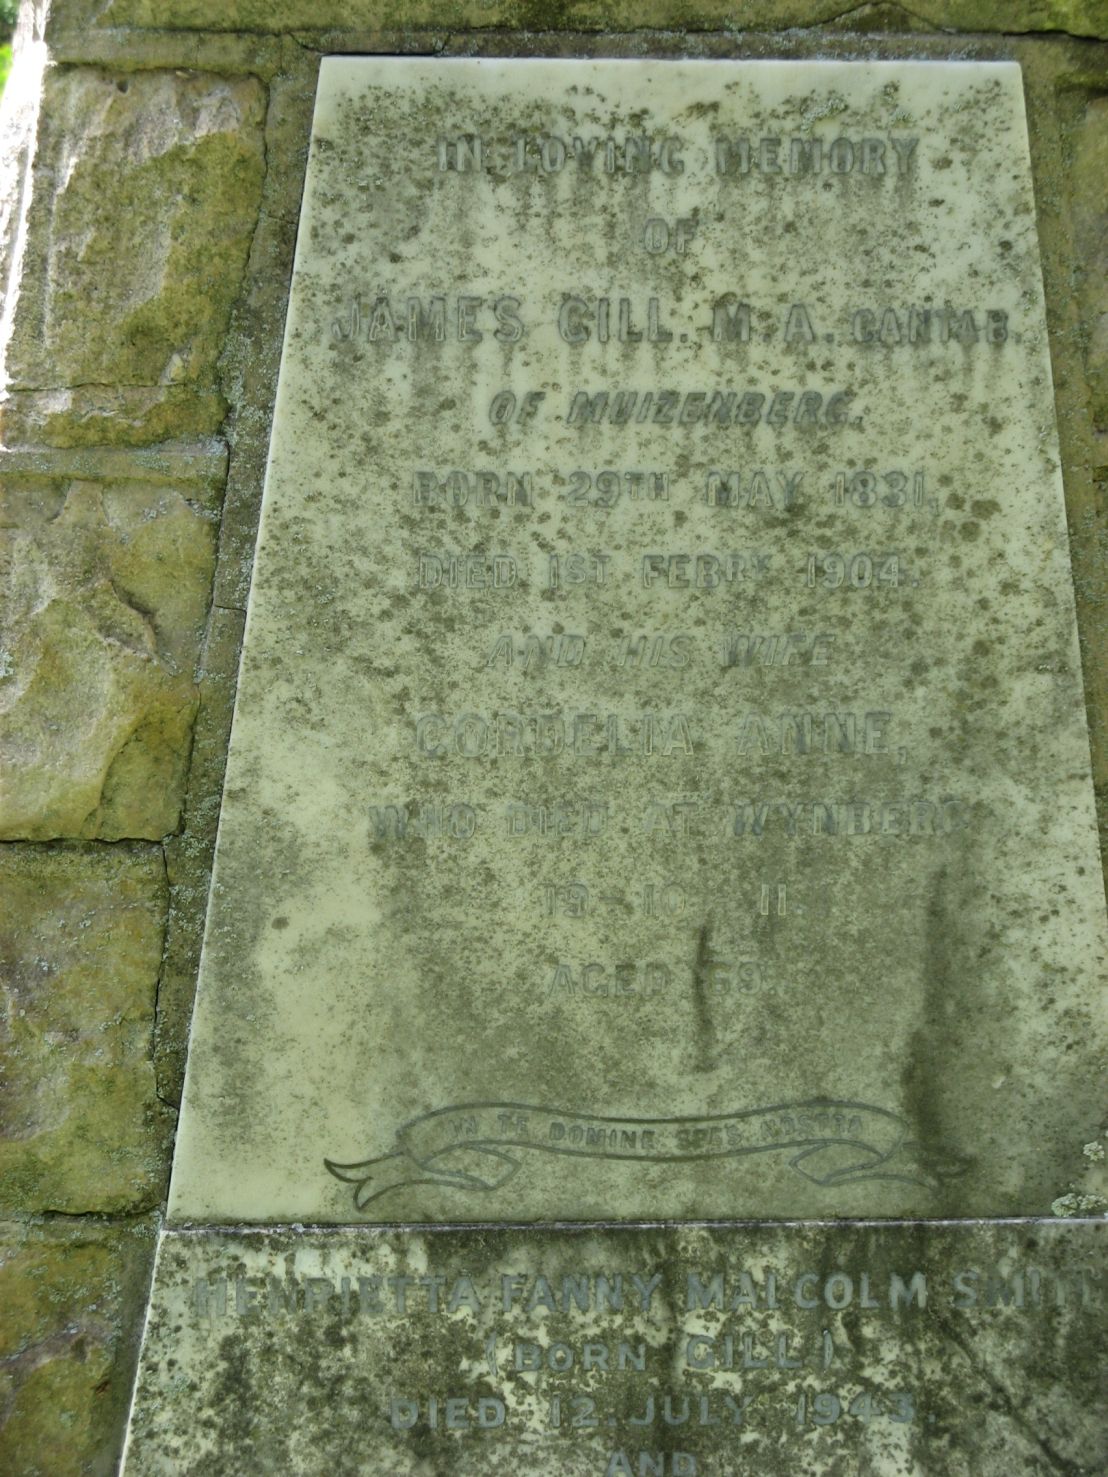 IN LOVING MEMORY
OF
JAMES GILL. M.A. CANTAB.
OF MUIZENBERG.
BORN 29TH MAY 1831,
DIED 1ST FEBRY 1904.
AND HIS WIFE
CORDELIA ANNE,
WHO DIED AT WYNBERG
19-10-11.
AGED 59.
IN TE DOMINE SPES NOSTRA
HENRIETTA FANNY MALCOLM SMITH
(BORN GILL)
DIED 12. JULY. 1943.
AND